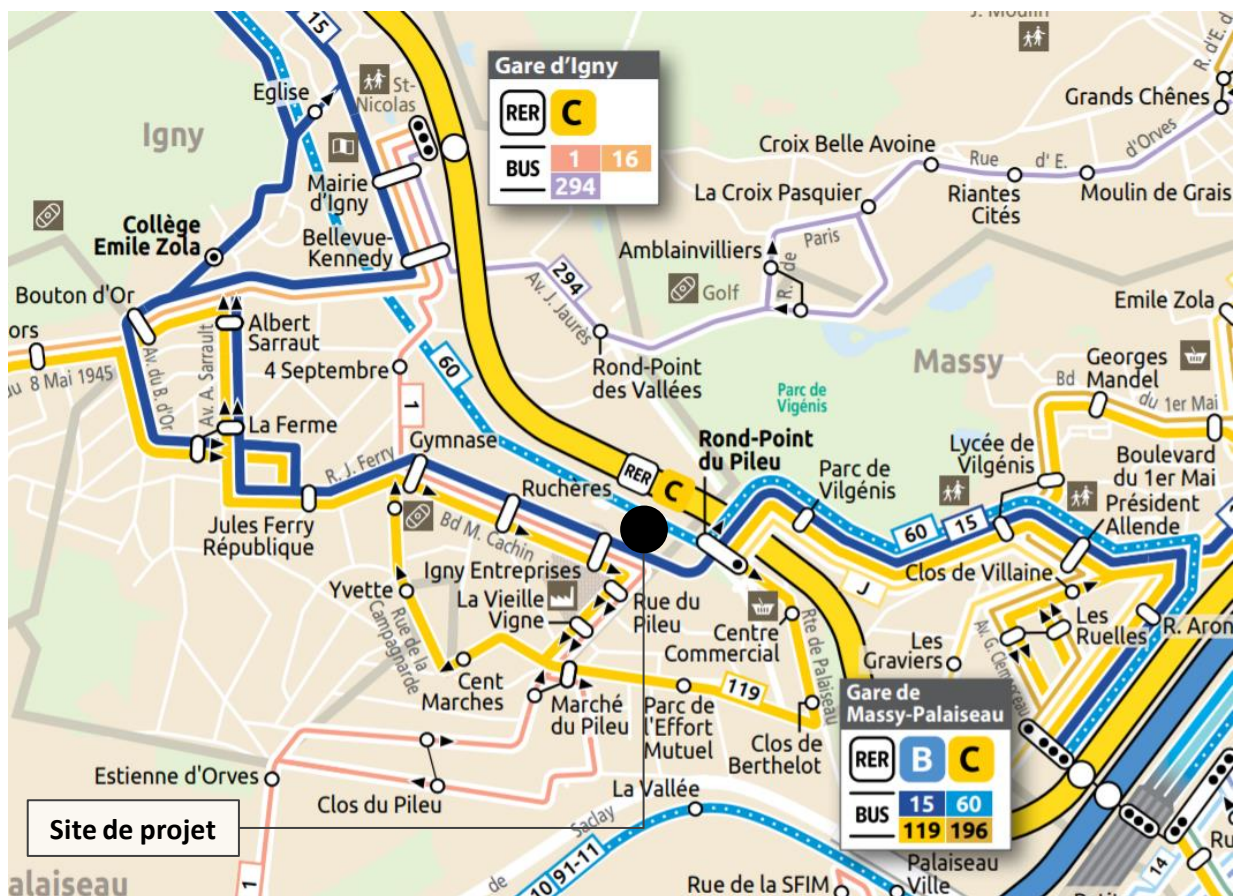 15
J. Moulin
R. d'E. d'Orves
Gare d'Igny
RER C
BUS 1 16
294
St-
Nicolas
Eglise
Igny
Grands Chênes
Croix Belle Avoine
Rue d'E. d'Orves
Riantes
Cités
Moulin de Grais
La Croix Pasquier
Mairie
d'Igny
Collège
Emile Zola
Bellevue-
Kennedy
Amblainvilliers
R. de Paris
Golf
294
Av. J. Jaurès
Bouton d'Or
ors
Albert
Sarraut
Emile Zola
Rond-Point
des Vallées
Massy
Georges
Mandel
au 8 Mai 1945
Av. du B. d'Or
Av. A. Sarrault
4 Septembre
60
Parc de
Vigénis
Bd du 1er Mai
La Ferme
1
Gymnase
R. J. Ferry
Rond-Point
du Pileu
Lycée de
Vilgénis
Boulevard
du 1er Mai
RER C
Parc de
Vilgénis
Ruchères
Président
Allende
Jules Ferry
République
Bd M. Cachin
60 15
Igny Entreprises
Yvette
La Vieille
Vigne
Rue du
Pileu
J
Clos de Villaine
Rue de la
Campagnarde
Centre
Commercial
Rte de Palaiseau
Les
Graviers
Av. G. Clemenceau
Les
Ruelles
R. Aron
Cent
Marches
Marché
du Pileu
Parc de
l'Effort
Mutuel
119
Clos de
Berthelot
Gare de
Massy-Palaiseau
RER B C
BUS 15 60
119 196
Estienne d'Orves
Clos du Pileu
La Vallée
Site de projet
Saclay
de
10 91-11
1
alaiseau
Rue de la SFIM
Palaiseau
Ville
14
Ru